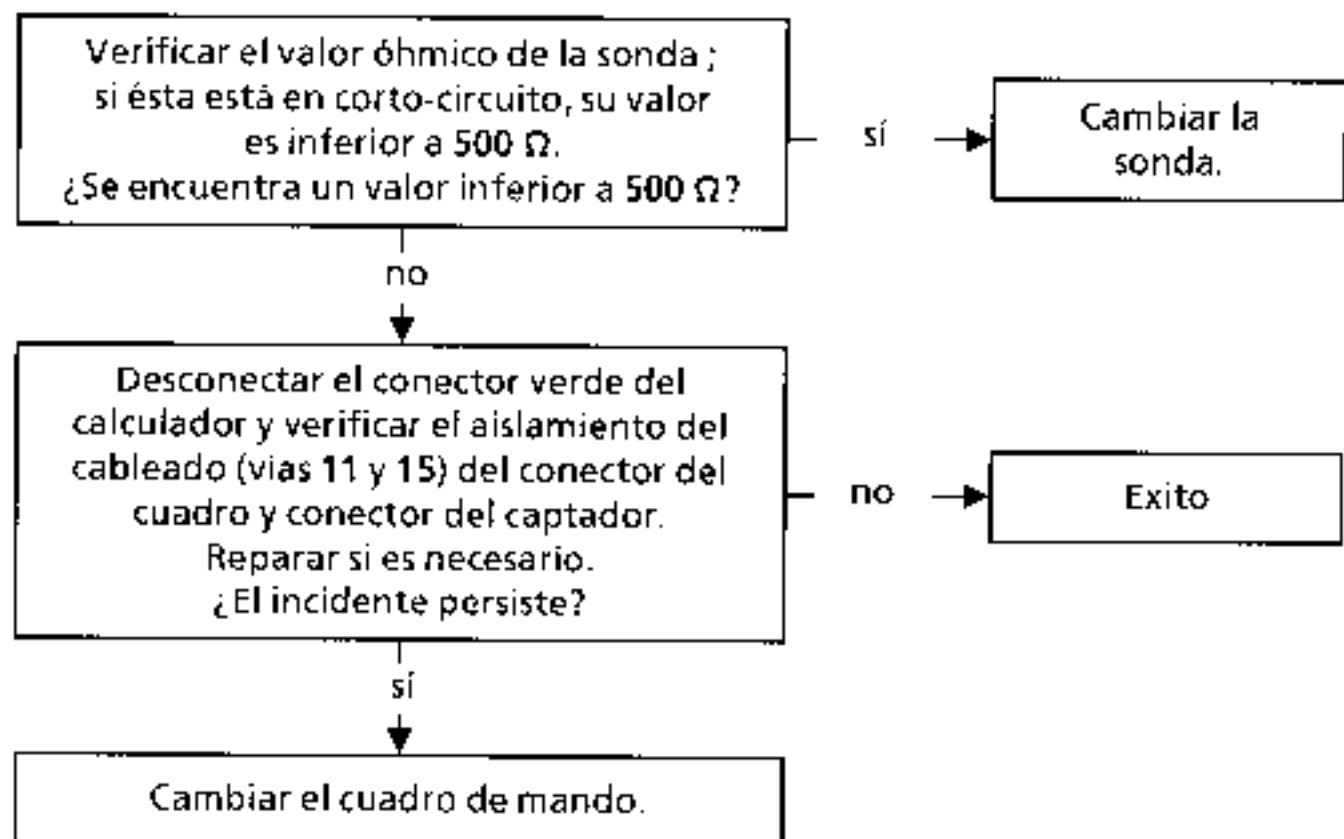 Verificar el valor óhmico de la sonda ;
si ésta está en corto-circuito, su valor
es inferior a 500 Ω.
¿Se encuentra un valor inferior a 500 Ω?
sí
Cambiar la
sonda.
no
Desconectar el conector verde del
calculador y verificar el aislamiento del
cableado (vías 11 y 15) del conector del
cuadro y conector del captador.
Reparar si es necesario.
¿El incidente persiste?
no
Exito
sí
Cambiar el cuadro de mando.